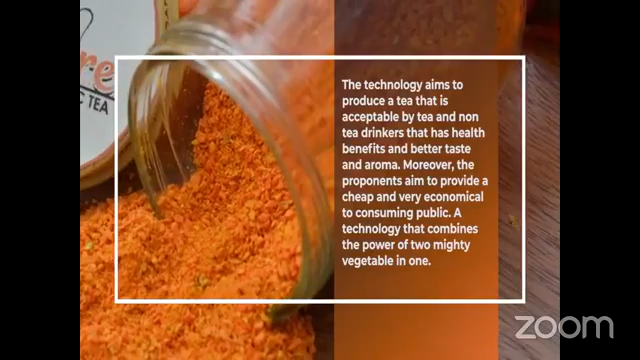 re
C TEA
The technology aims to
produce a tea that is
acceptable by tea and non
tea drinkers that has health
benefits and better taste
and aroma. Moreover, the
proponents aim to provide a
cheap and very economical
to consuming public. A
technology that combines
the power of two mighty
vegetable in one.
zoom